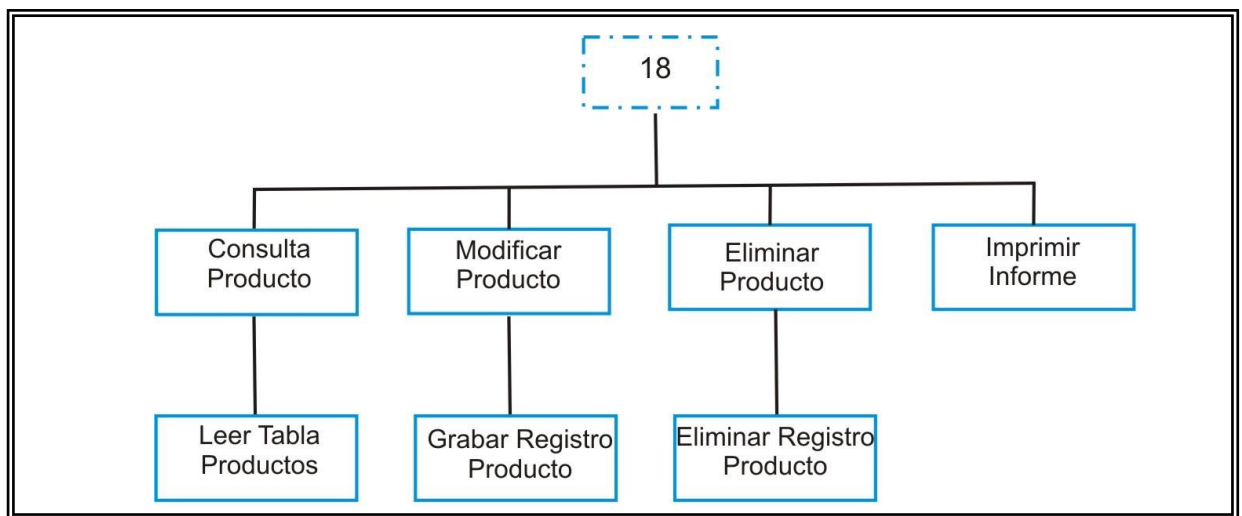 18
Consulta
Producto
Modificar
Producto
Eliminar
Producto
Imprimir
Informe
Leer Tabla
Productos
Grabar Registro
Producto
Eliminar Registro
Producto